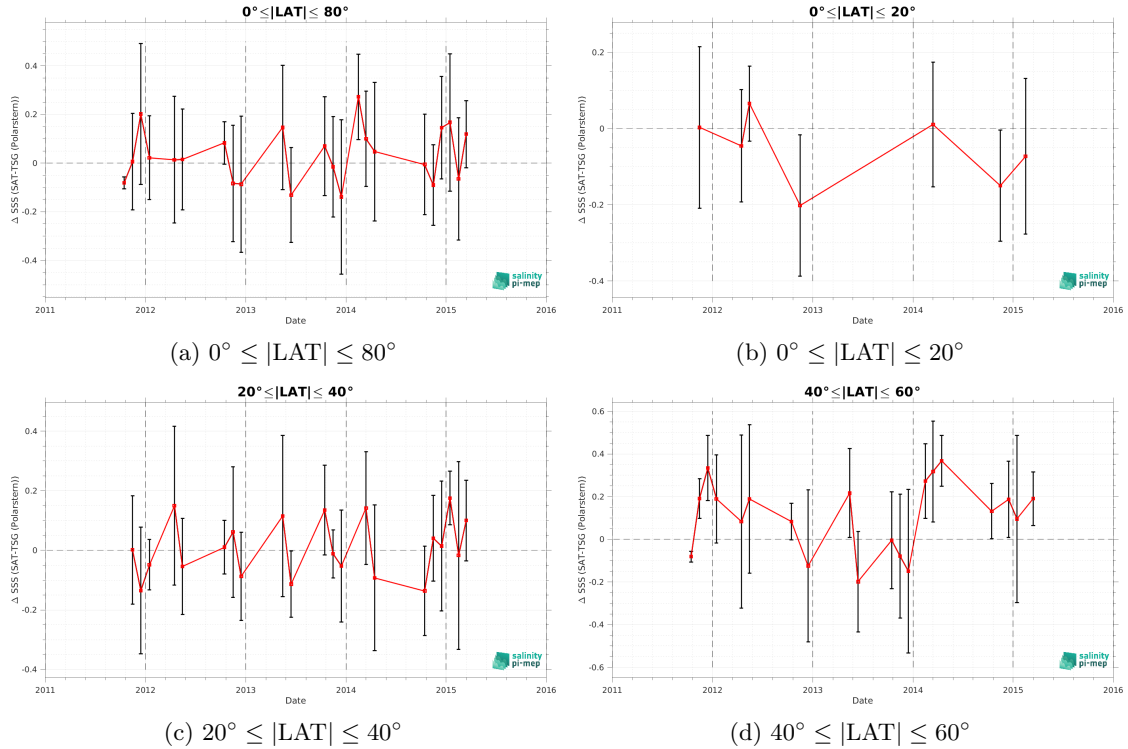 0°≤|LAT|≤ 80°
Δ SSS (SAT-TSG (Polarstern))
0.4
0.2
0
-0.2
-0.4
2011 2012 2013 2014 2015 2016
Date
salinity
pi-mep
(a) 0° ≤ |LAT| ≤ 80°
0°≤|LAT|≤ 20°
Δ SSS (SAT-TSG (Polarstern))
0.2
0
-0.2
-0.4
2011 2012 2013 2014 2015 2016
Date
salinity
pi-mep
(b) 0° ≤ |LAT| ≤ 20°
20°≤|LAT|≤ 40°
Δ SSS (SAT-TSG (Polarstern))
0.4
0.2
0
-0.2
-0.4
2011 2012 2013 2014 2015 2016
Date
salinity
pi-mep
(c) 20° ≤ |LAT| ≤ 40°
40°≤|LAT|≤ 60°
Δ SSS (SAT-TSG (Polarstern))
0.6
0.4
0.2
0
-0.2
-0.4
-0.6
2011 2012 2013 2014 2015 2016
Date
salinity
pi-mep
(d) 40° ≤ |LAT| ≤ 60°